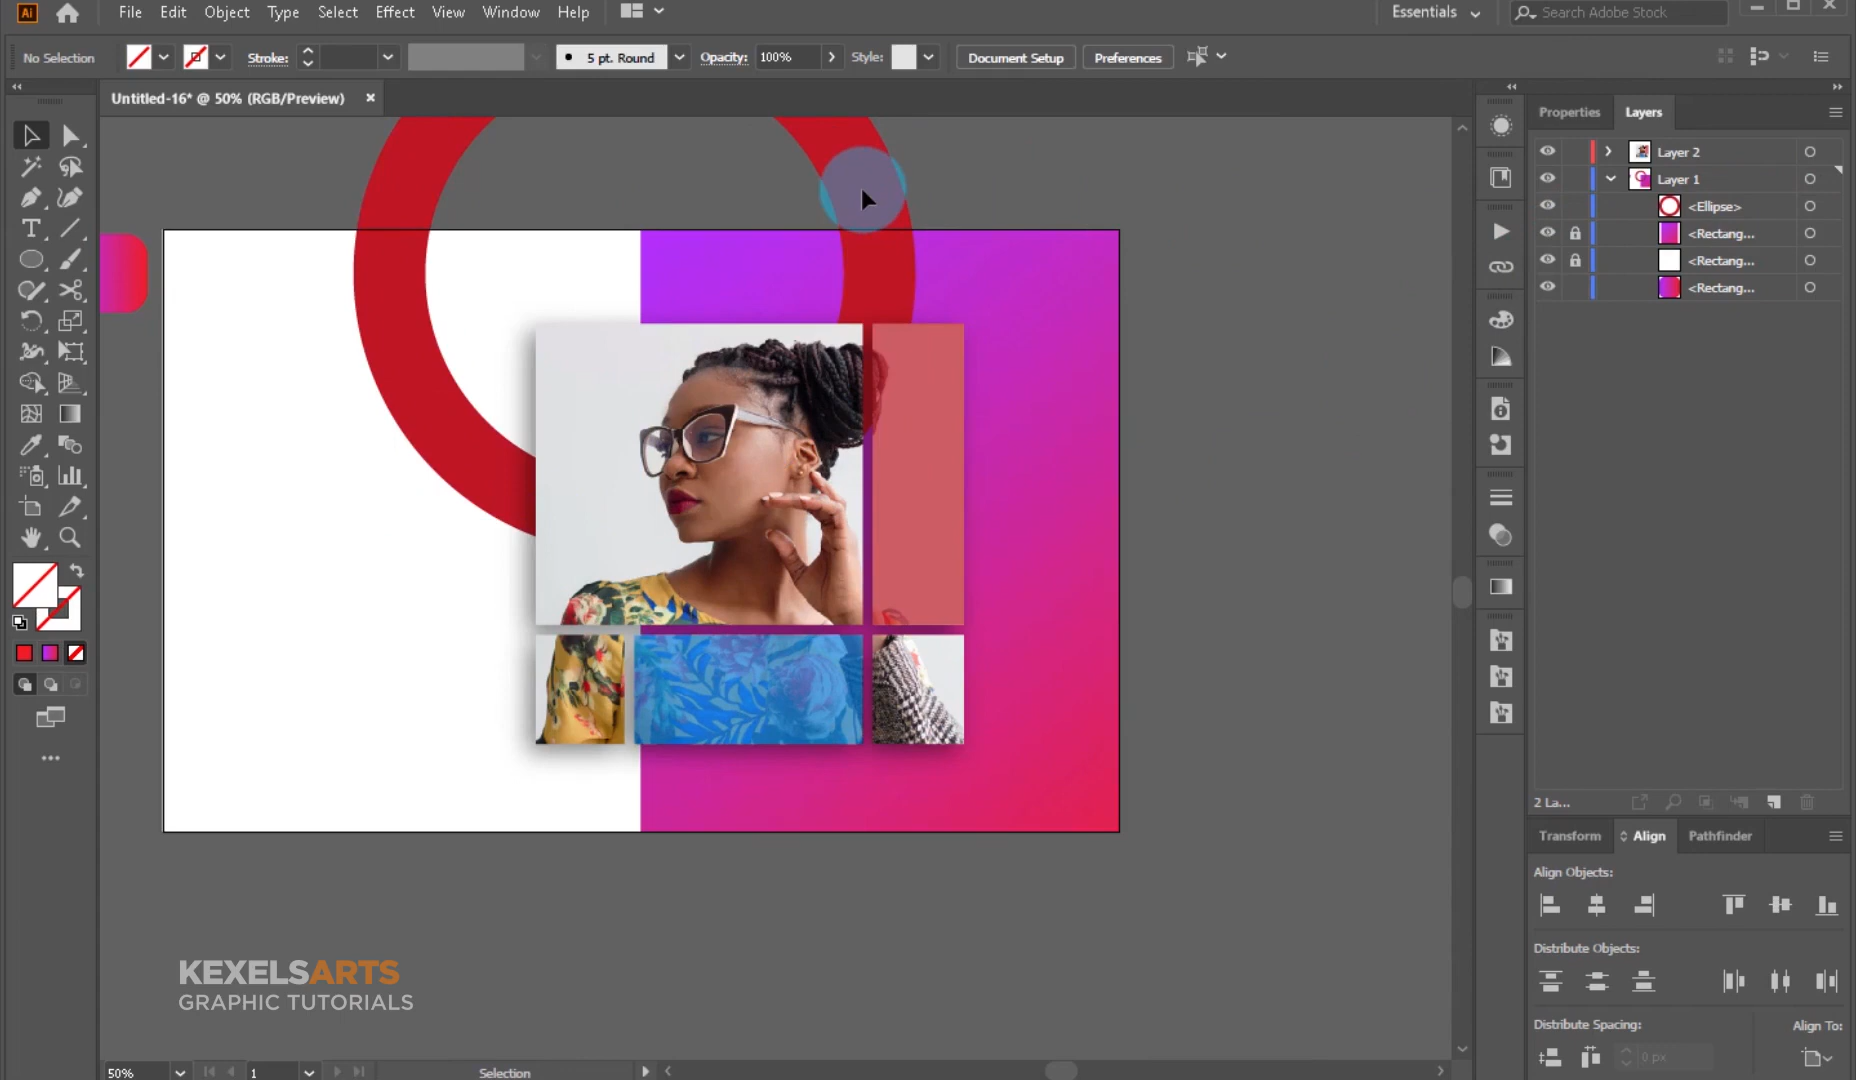 Ai
File Edit Object Type Select Effect View Window Help
Essentials
Search Adobe Stock
No Selection
Stroke:
5 pt. Round
Opacity: 100%
Style:
Document Setup
Preferences
Untitled-16* @ 50% (RGB/Preview)
Properties Layers
Layer 2
Layer 1
<Ellipse>
<Rectang...
<Rectang...
<Rectang...
2 La...
Transform Align Pathfinder
Align Objects:
Distribute Objects:
Distribute Spacing:
Align To:
0 px
KEXELSARTS
GRAPHIC TUTORIALS
50%
1
Selection